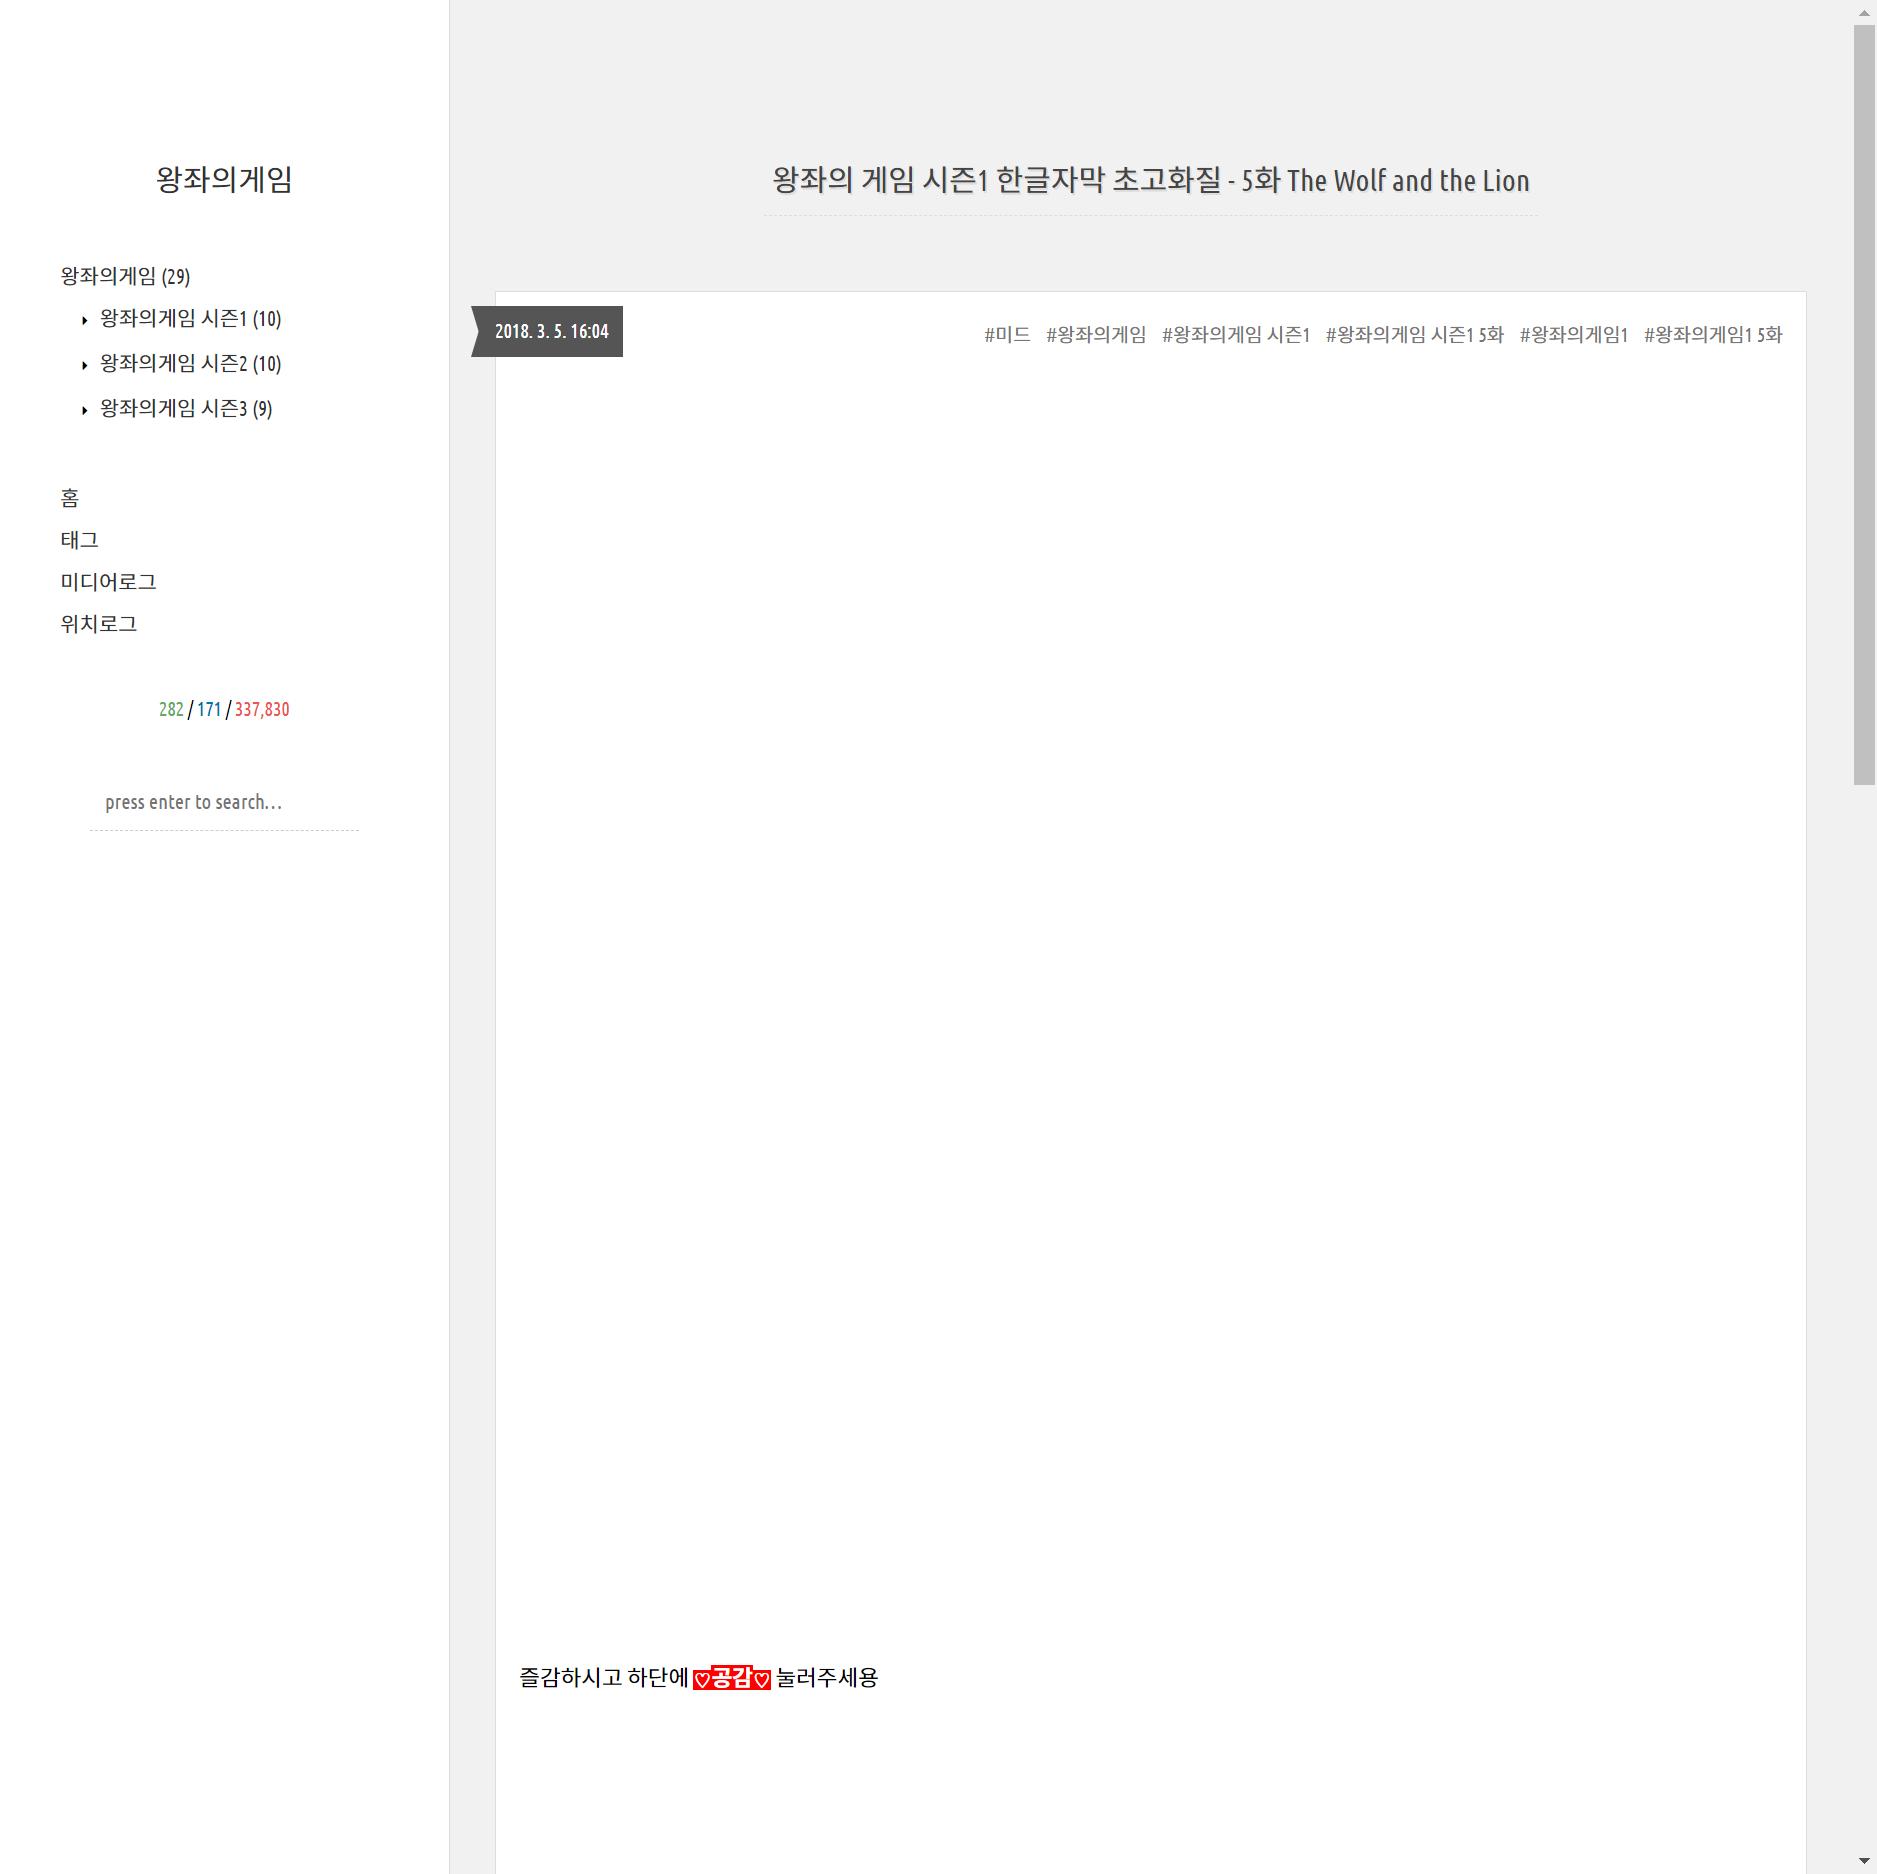 왕좌의게임
왕좌의게임 (29)
왕좌의게임 시즌1 (10)
왕좌의게임 시즌2 (10)
왕좌의게임 시즌3 (9)
홈
태그
미디어로그
위치로그
282 / 171 / 337,830
press enter to search...
왕좌의 게임 시즌1 한글자막 초고화질 - 5화 The Wolf and the Lion
2018. 3. 5. 16:04
#미드 #왕좌의게임 #왕좌의게임 시즌1 #왕좌의게임 시즌1 5화 #왕좌의게임1 #왕좌의게임1 5화
즐감하시고 하단에 ♡공감♡ 눌러주세용